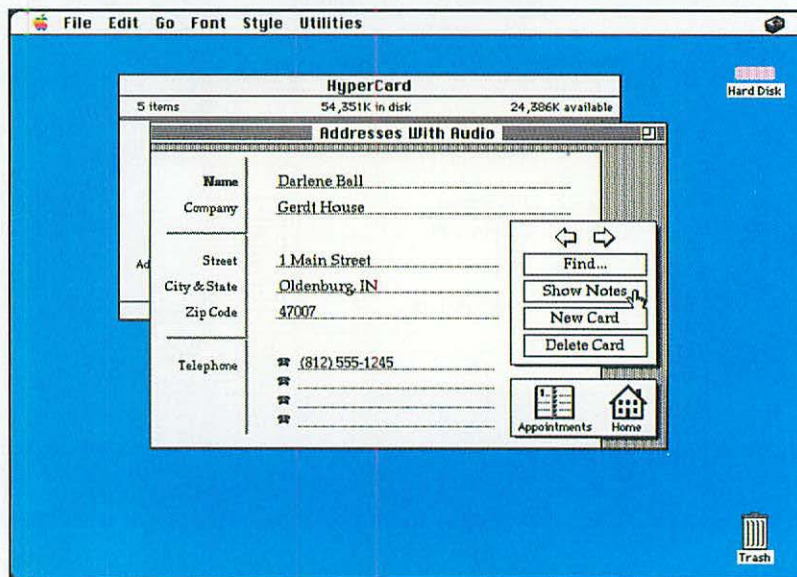 File Edit Go Font Style Utilities
HyperCard
5 items 54,351K in disk 24,386K available
Hard Disk
Addresses With Audio
Name Darlene Ball
Company Gerdt House
Street 1 Main Street
City & State Oldenburg, IN
Zip Code 47007
Telephone (812) 555-1245
Ad
Find...
Show Notes
New Card
Delete Card
Appointments Home
Trash